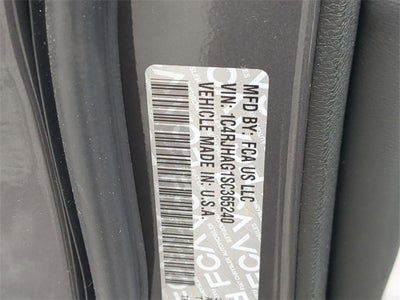 MFD BY: FCA US LLC
VIN: 1C4RJHAG1SC365240
VEHICLE MADE IN: U.S.A.